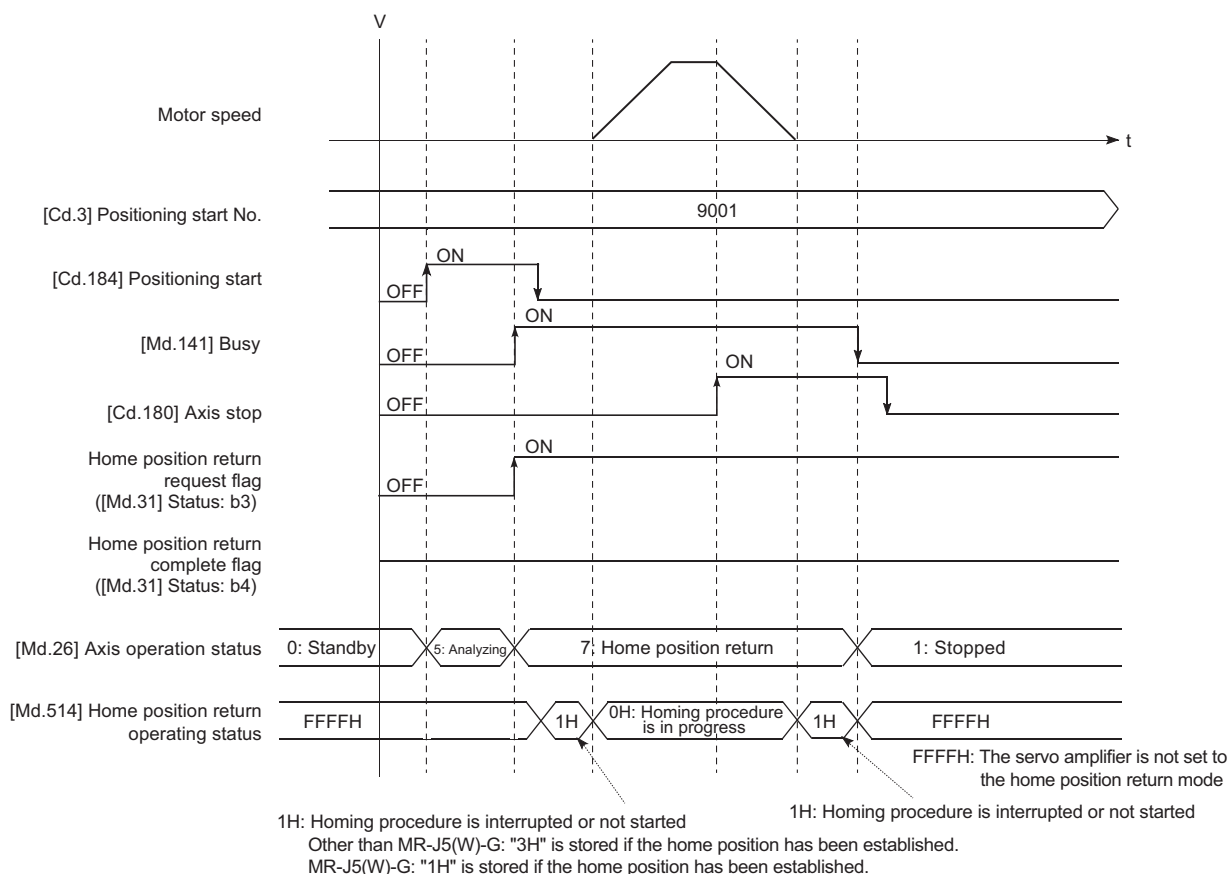 V
Motor speed
t
[Cd.3] Positioning start No.
9001
[Cd.184] Positioning start
OFF
ON
[Md.141] Busy
OFF
ON
[Cd.180] Axis stop
OFF
ON
Home position return
request flag
([Md.31] Status: b3)
OFF
ON
Home position return
complete flag
([Md.31] Status: b4)
[Md.26] Axis operation status
0: Standby
5: Analyzing
7: Home position return
1: Stopped
[Md.514] Home position return
operating status
FFFFH
1H
0H: Homing procedure
is in progress
1H
FFFFH
FFFFH: The servo amplifier is not set to
the home position return mode
1H: Homing procedure is interrupted or not started
1H: Homing procedure is interrupted or not started
Other than MR-J5(W)-G: "3H" is stored if the home position has been established.
MR-J5(W)-G: "1H" is stored if the home position has been established.